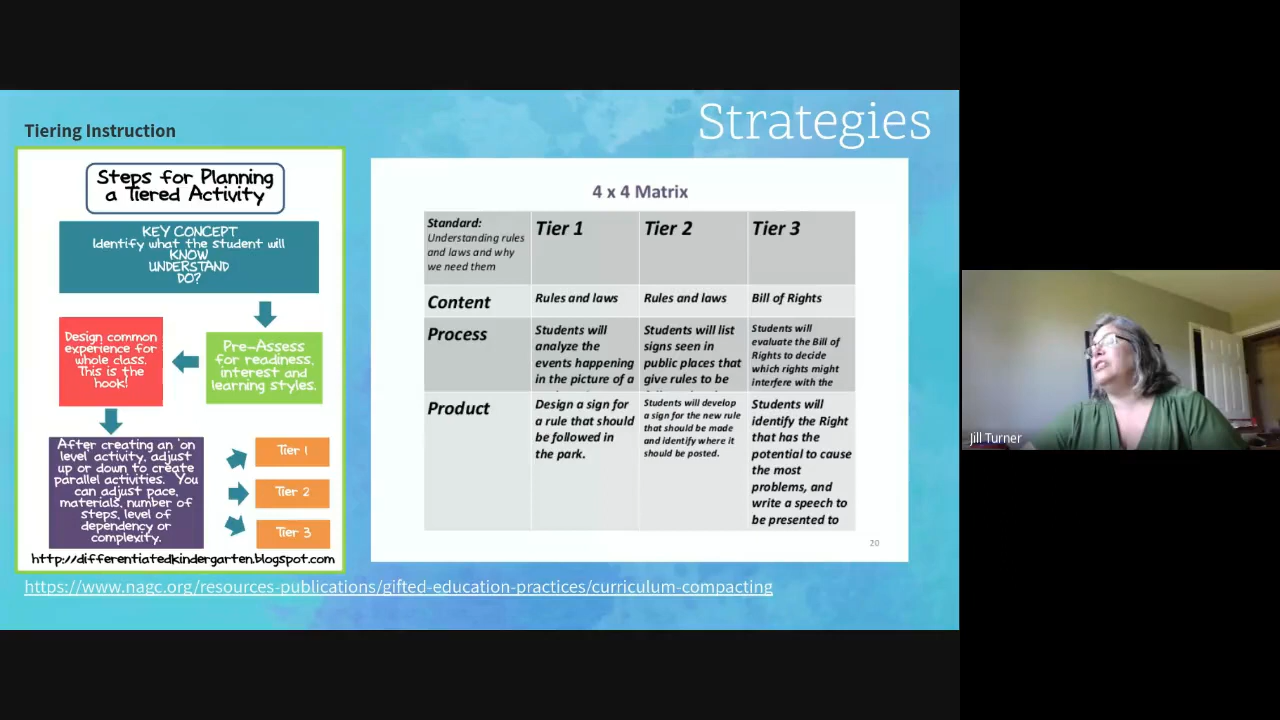 Strategies
Tiering Instruction
Steps for Planning
a Tiered Activity
KEY CONCEPT
Identify what the student will
KNOW
UNDERSTAND
DO?
Design common
experience for
whole class.
This is the
hook!
Pre-Assess
for readiness,
interest and
learning styles.
After creating an 'on
level' activity, adjust
up or down to create
parallel activities. You
can adjust pace,
materials, number of
steps, level of
dependency or
complexity.
Tier 1
Tier 2
Tier 3
http://differentiatedkindergarten.blogspot.com
4 x 4 Matrix
Standard:
Understanding rules
and laws and why
we need them
Tier 1
Tier 2
Tier 3
Content
Rules and laws
Rules and laws
Bill of Rights
Process
Students will
analyze the
events happening
in the picture of a
Students will list
signs seen in
public places that
give rules to be
Students will
evaluate the Bill of
Rights to decide
which rights might
interfere with the
Product
Design a sign for
a rule that should
be followed in
the park.
Students will develop
a sign for the new rule
that should be made
and identify where it
should be posted.
Students will
identify the Right
that has the
potential to cause
the most
problems, and
write a speech to
be presented to
20
https://www.nagc.org/resources-publications/gifted-education-practices/curriculum-compacting
Jill Turner